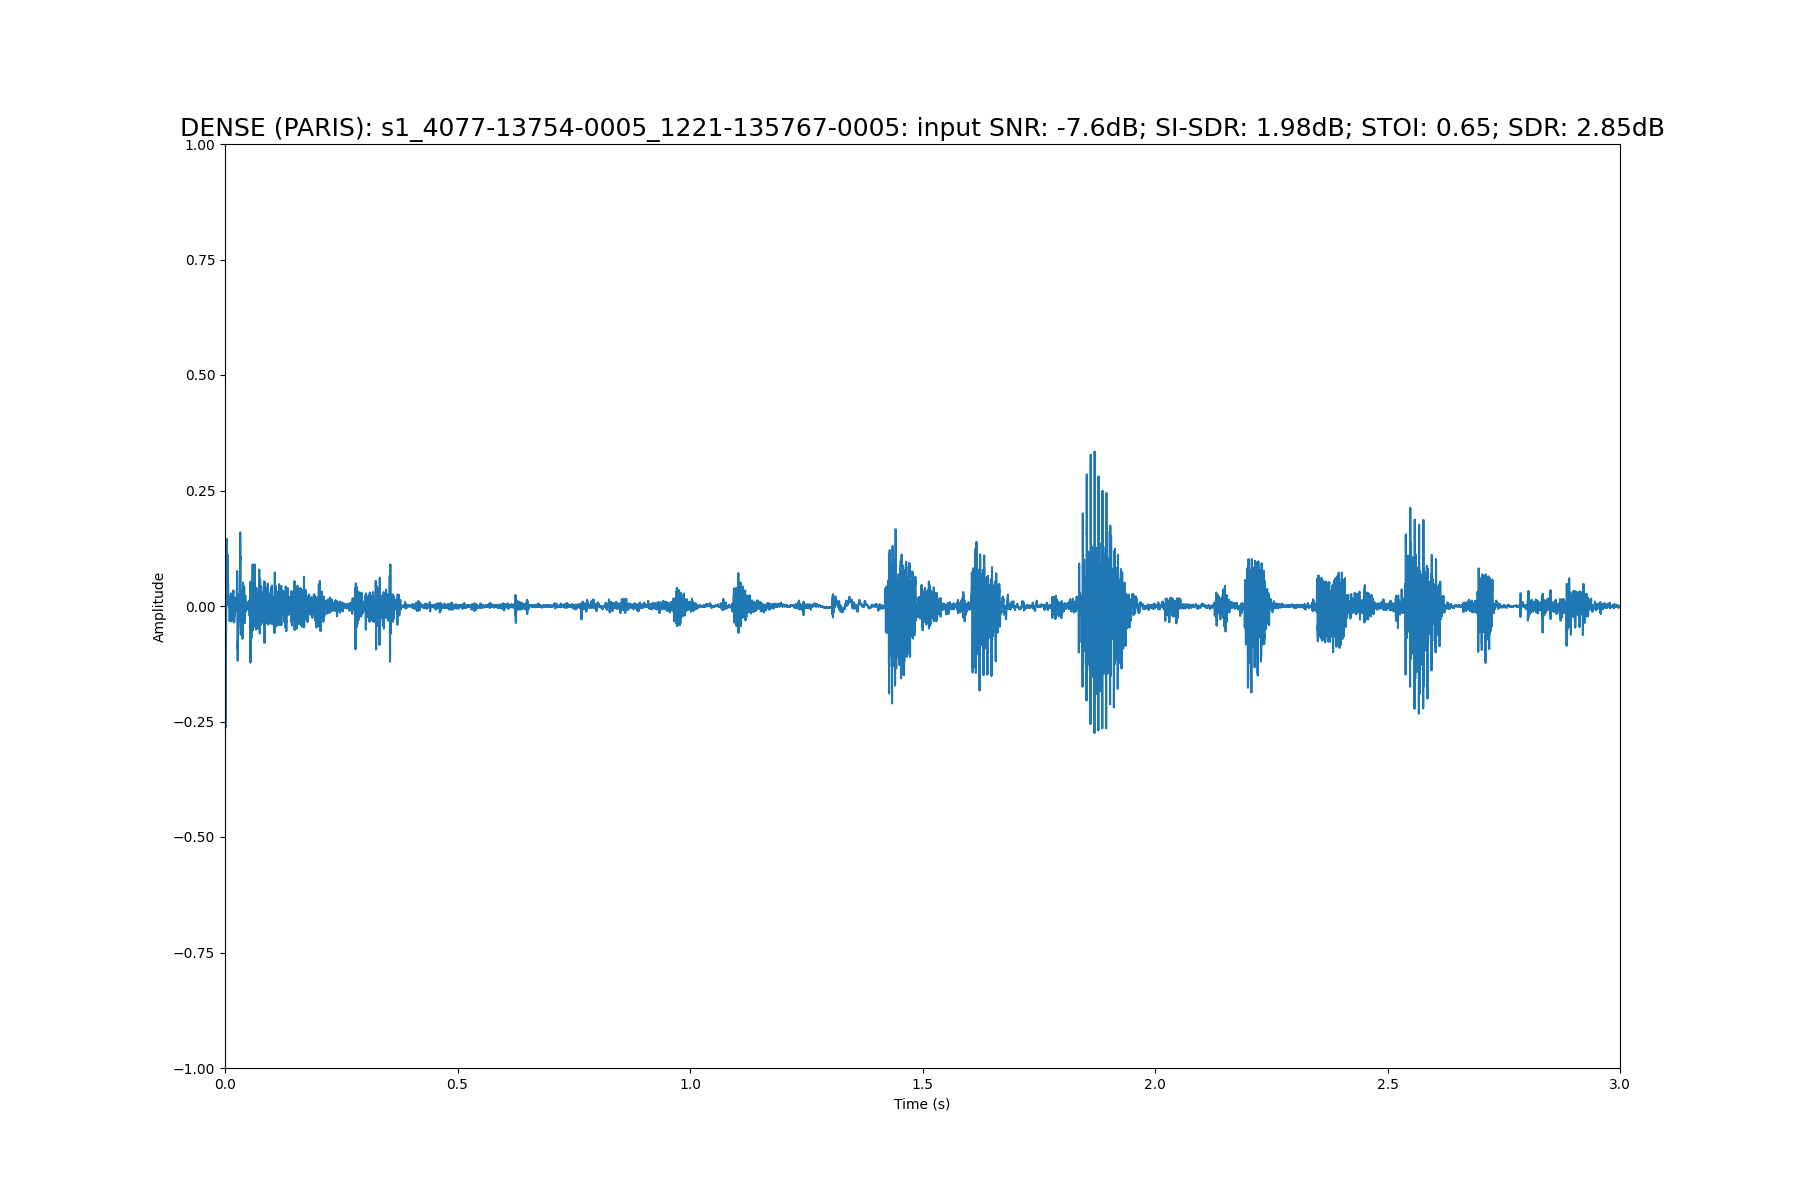 DENSE (PARIS): s1_4077-13754-0005_1221-135767-0005: input SNR: -7.6dB; SI-SDR: 1.98dB; STOI: 0.65; SDR: 2.85dB
1.00
0.75
0.50
0.25
0.00
−0.25
−0.50
−0.75
−1.00
Amplitude
0.0 0.5 1.0 1.5 2.0 2.5 3.0
Time (s)